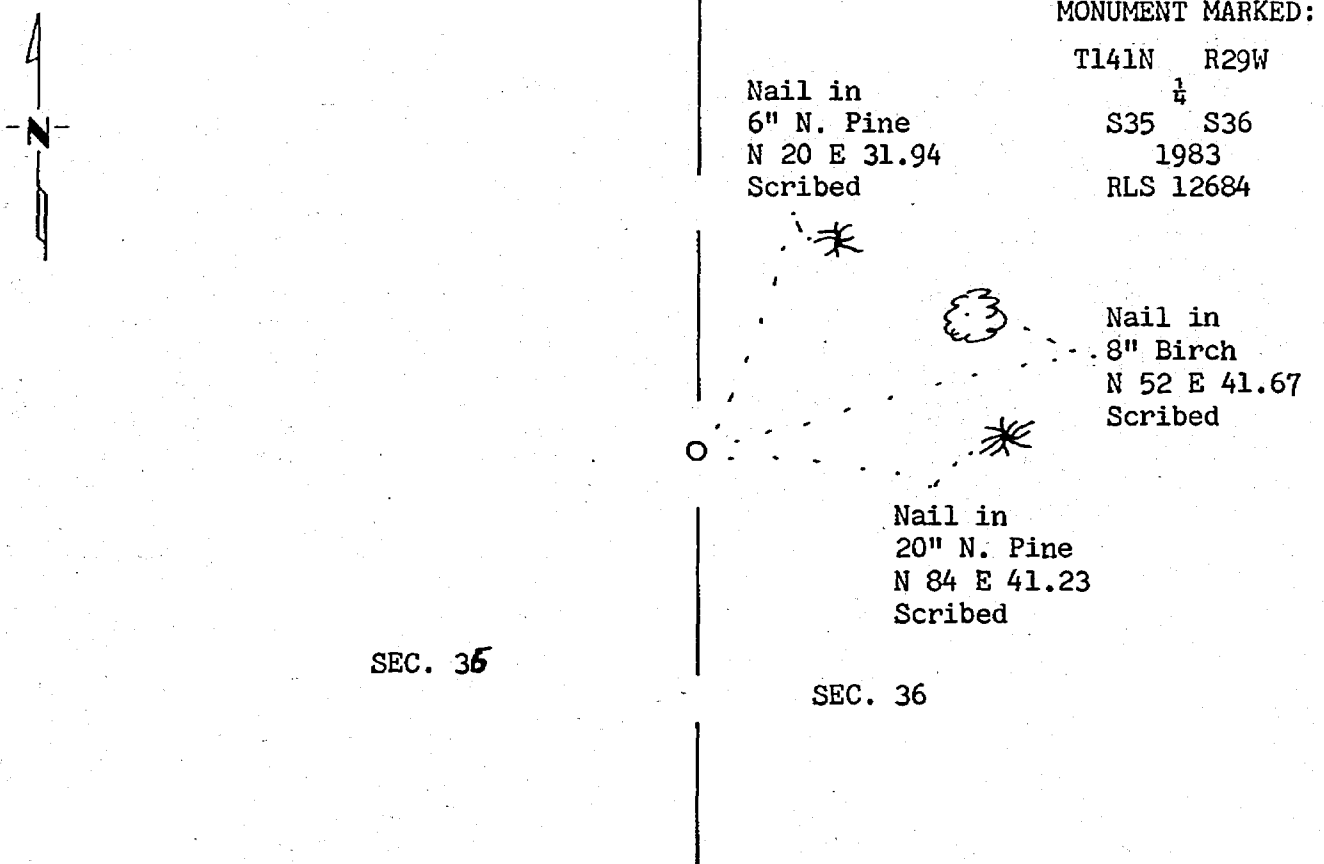 MONUMENT MARKED:
T141N R29W
¼
S35 S36
1983
RLS 12684
N
Nail in
6" N. Pine
N 20 E 31.94
Scribed
Nail in
8" Birch
N 52 E 41.67
Scribed
Nail in
20" N. Pine
N 84 E 41.23
Scribed
SEC. 35
SEC. 36